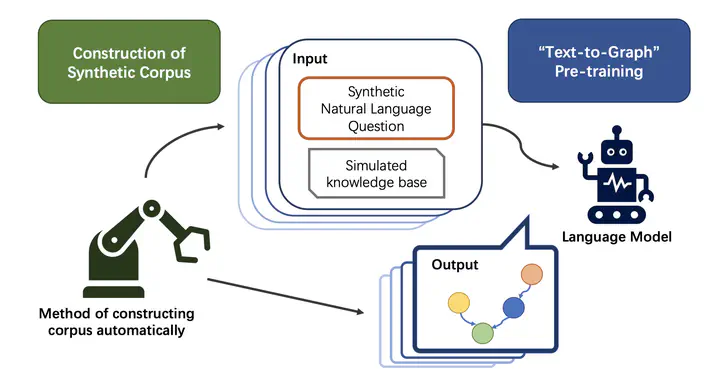 Construction of
Synthetic Corpus
Input
Synthetic
Natural Language
Question
Simulated
knowledge base
“Text-to-Graph”
Pre-training
Language Model
Method of constructing
corpus automatically
Output